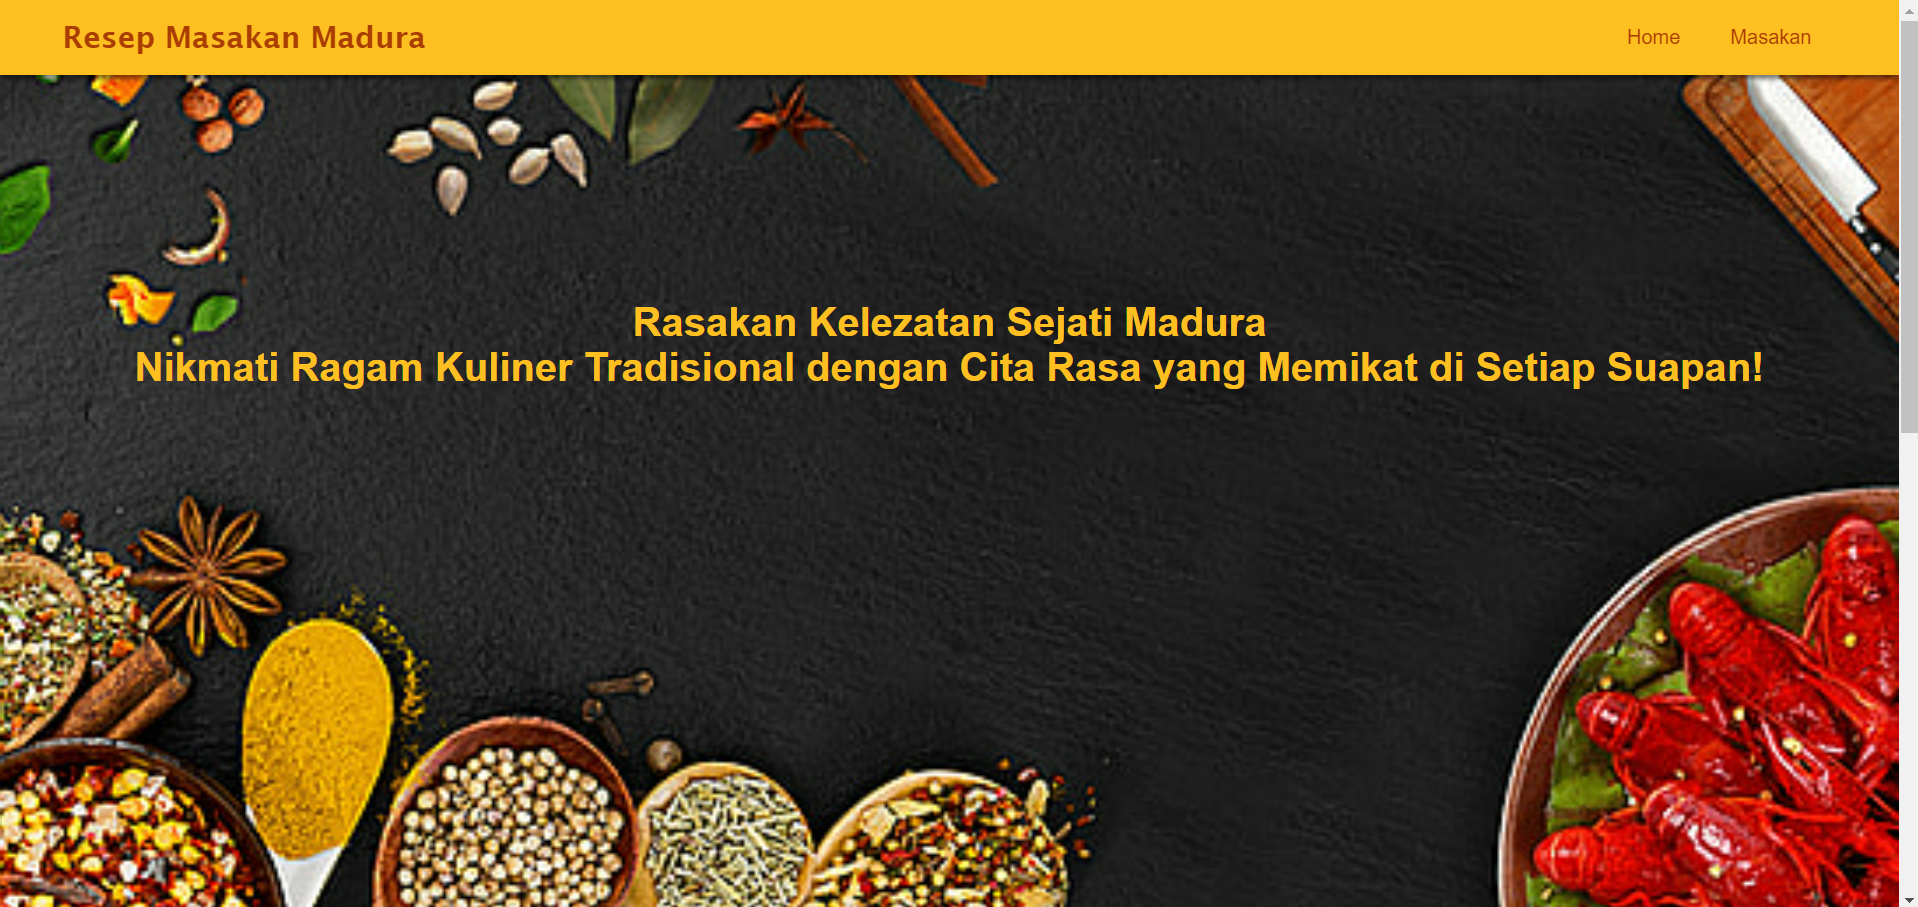 Resep Masakan Madura
Home
Masakan
Rasakan Kelezatan Sejati Madura
Nikmati Ragam Kuliner Tradisional dengan Cita Rasa yang Memikat di Setiap Suapan!